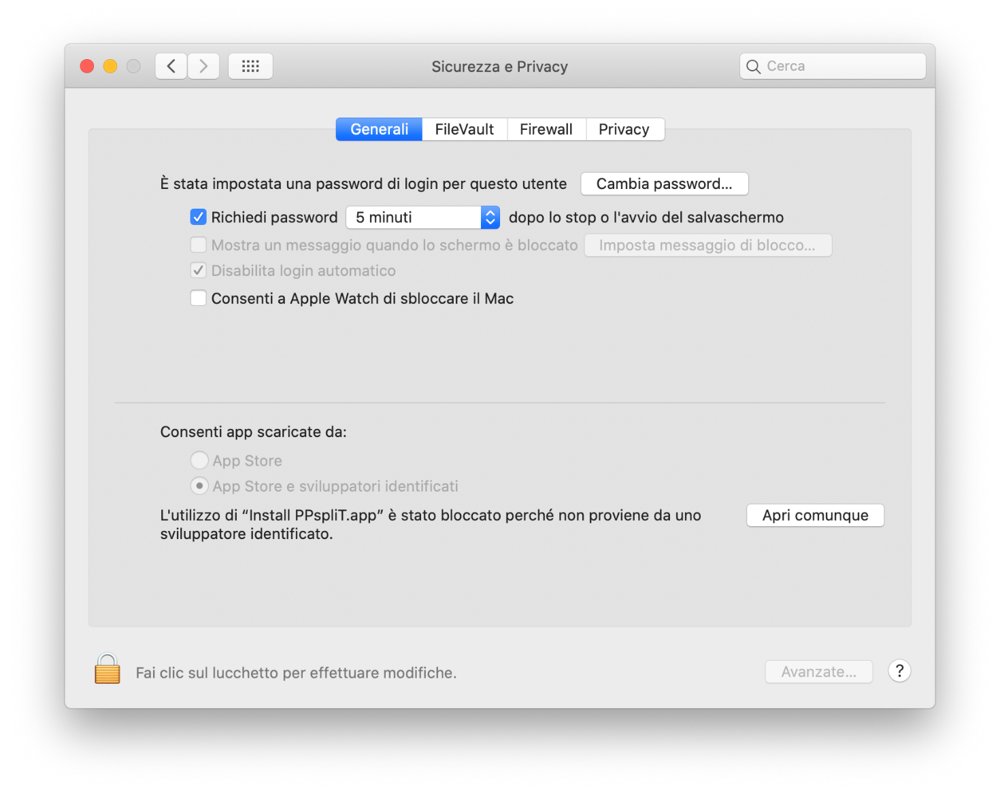 Sicurezza e Privacy
Cerca
Generali
FileVault
Firewall
Privacy
È stata impostata una password di login per questo utente
Cambia password...
Richiedi password
5 minuti
dopo lo stop o l'avvio del salvaschermo
Mostra un messaggio quando lo schermo è bloccato
Imposta messaggio di blocco...
Disabilita login automatico
Consenti a Apple Watch di sbloccare il Mac
Consenti app scaricate da:
App Store
App Store e sviluppatori identificati
L'utilizzo di “Install PPspliT.app” è stato bloccato perché non proviene da uno
sviluppatore identificato.
Apri comunque
Fai clic sul lucchetto per effettuare modifiche.
Avanzate...
?